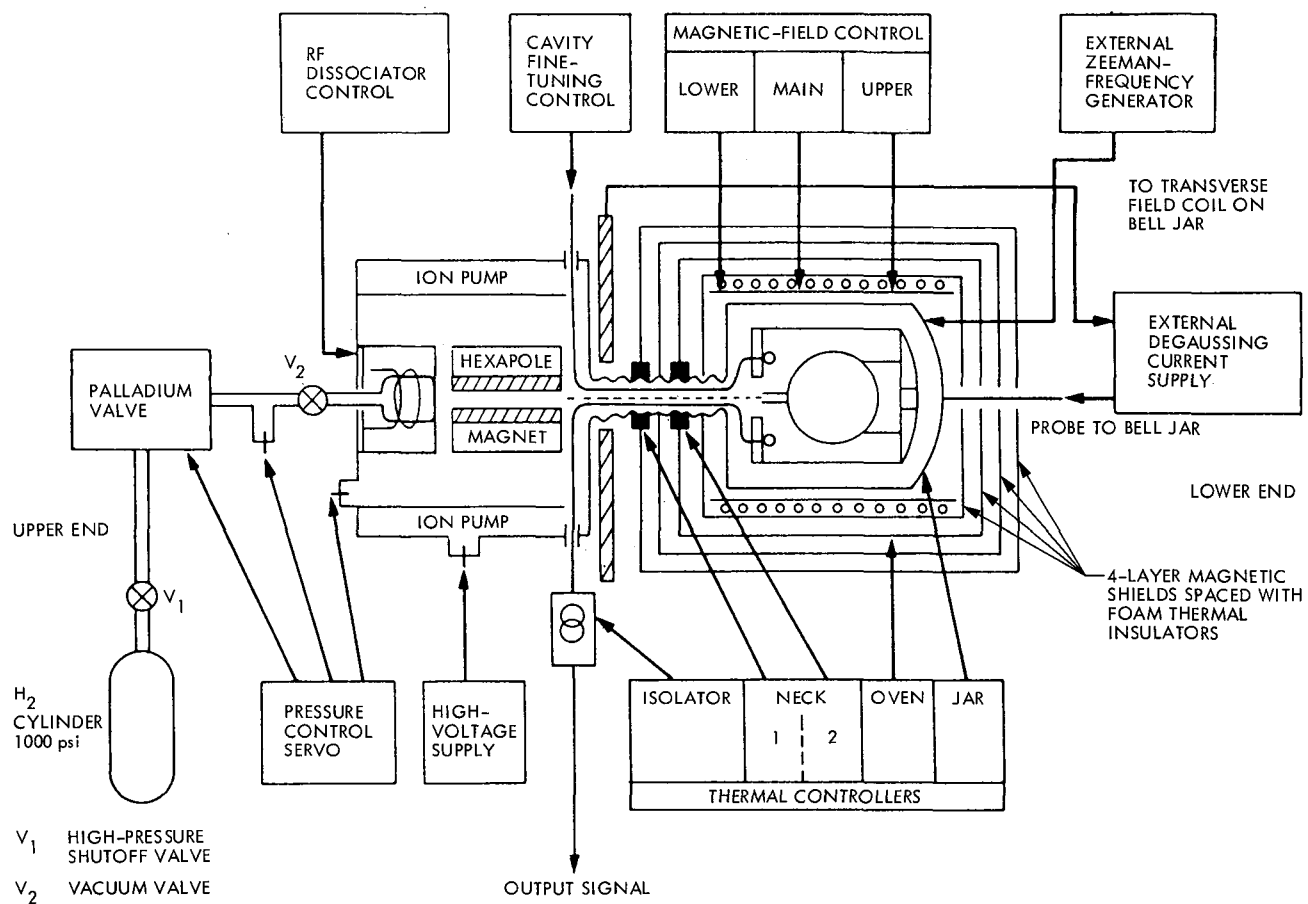 RF
DISSOCIATOR
CONTROL
CAVITY
FINE-
TUNING
CONTROL
MAGNETIC-FIELD CONTROL
LOWER
MAIN
UPPER
EXTERNAL
ZEEMAN-
FREQUENCY
GENERATOR
TO TRANSVERSE
FIELD COIL ON
BELL JAR
ION PUMP
EXTERNAL
DEGAUSSING
CURRENT
SUPPLY
PALLADIUM
VALVE
V2
HEXAPOLE
MAGNET
PROBE TO BELL JAR
LOWER END
UPPER END
ION PUMP
V1
4-LAYER MAGNETIC
SHIELDS SPACED WITH
FOAM THERMAL
INSULATORS
H2
CYLINDER
1000 psi
PRESSURE
CONTROL
SERVO
HIGH-
VOLTAGE
SUPPLY
ISOLATOR
NECK
1
2
OVEN
JAR
THERMAL CONTROLLERS
V1 HIGH-PRESSURE
SHUTOFF VALVE
V2 VACUUM VALVE
OUTPUT SIGNAL